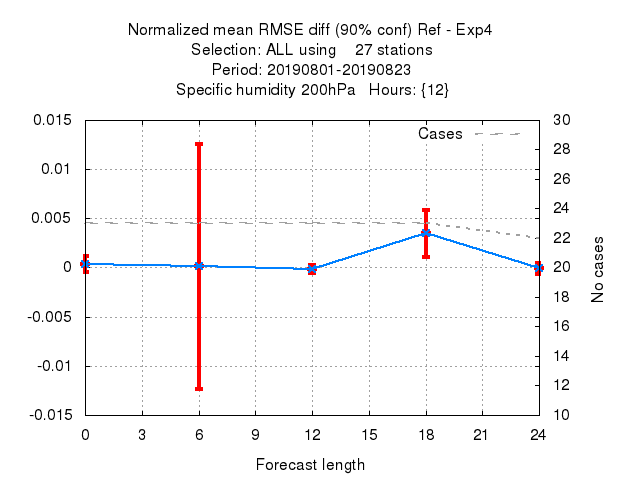 Normalized mean RMSE diff (90% conf) Ref - Exp4
Selection: ALL using 27 stations
Period: 20190801-20190823
Specific humidity 200hPa Hours: {12}
Cases
0.015
0.01
0.005
0
-0.005
-0.01
-0.015
30
28
26
24
22
20
18
16
14
12
10
No cases
0 3 6 9 12 15 18 21 24
Forecast length